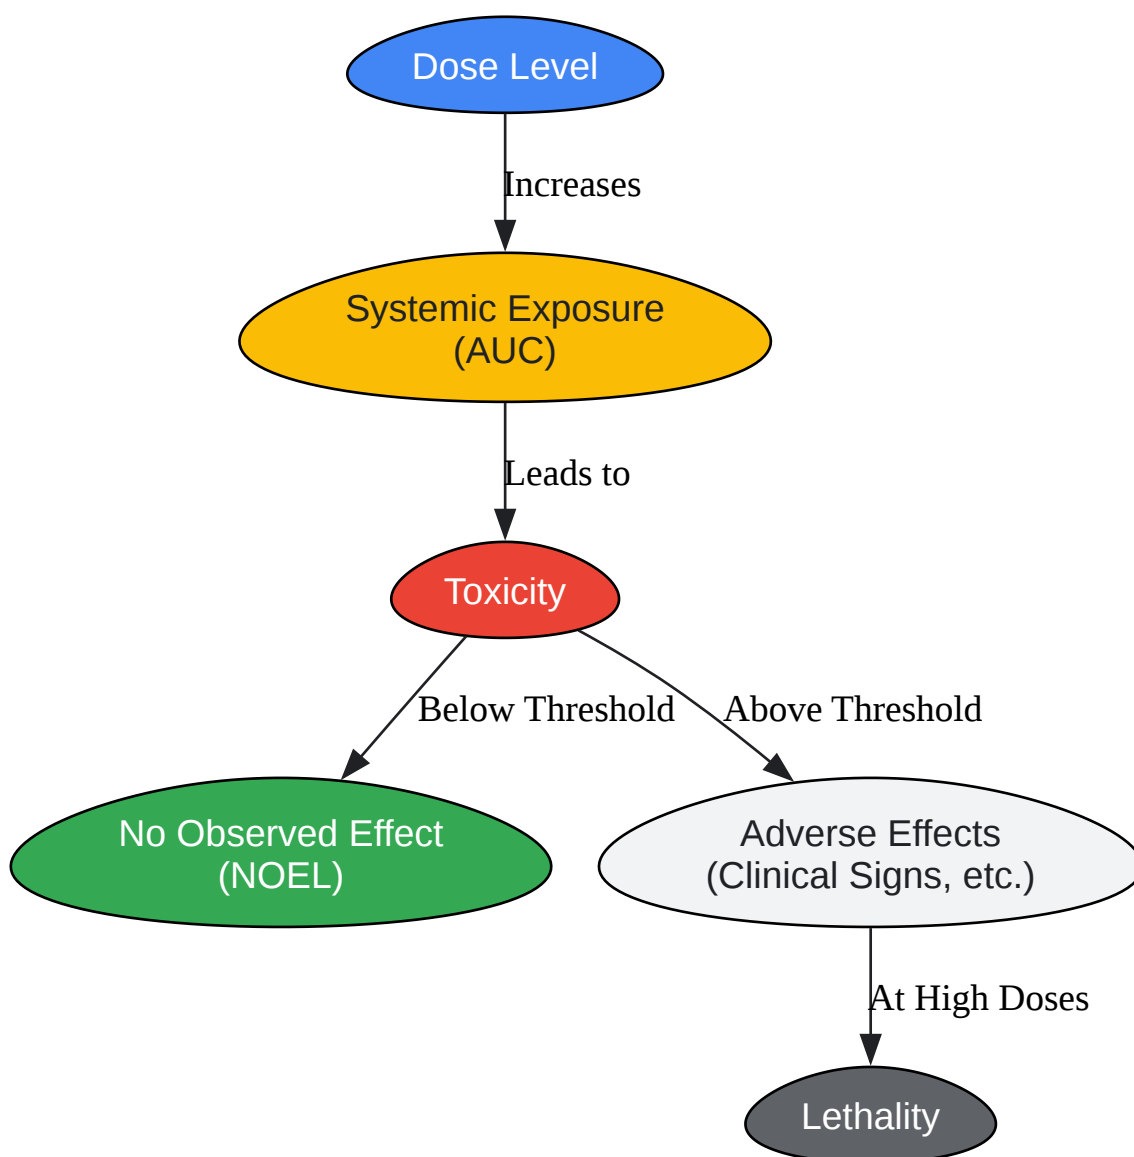 Dose Level
Increases
Systemic Exposure
(AUC)
Leads to
Toxicity
Below Threshold
Above Threshold
No Observed Effect
(NOEL)
Adverse Effects
(Clinical Signs, etc.)
At High Doses
Lethality